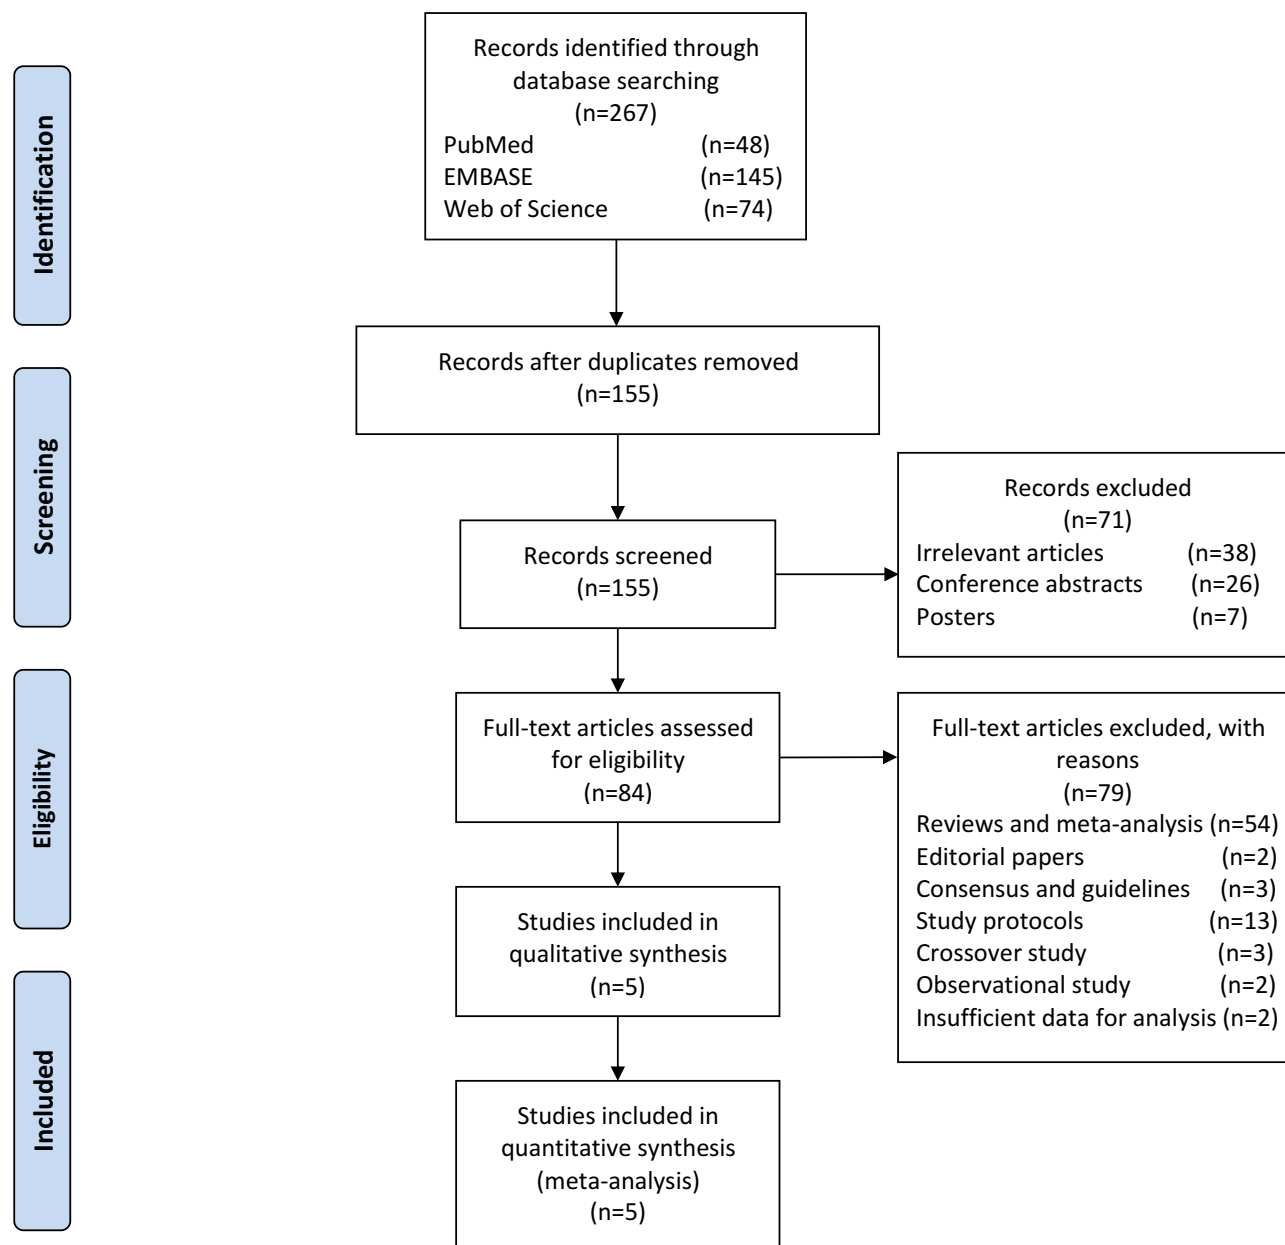 Identification
Records identified through
database searching
(n=267)
PubMed (n=48)
EMBASE (n=145)
Web of Science (n=74)
Records after duplicates removed
(n=155)
Screening
Records screened
(n=155)
Records excluded
(n=71)
Irrelevant articles (n=38)
Conference abstracts (n=26)
Posters (n=7)
Eligibility
Full-text articles assessed
for eligibility
(n=84)
Full-text articles excluded, with
reasons
(n=79)
Reviews and meta-analysis (n=54)
Editorial papers (n=2)
Consensus and guidelines (n=3)
Study protocols (n=13)
Crossover study (n=3)
Observational study (n=2)
Insufficient data for analysis (n=2)
Studies included in
qualitative synthesis
(n=5)
Included
Studies included in
quantitative synthesis
(meta-analysis)
(n=5)